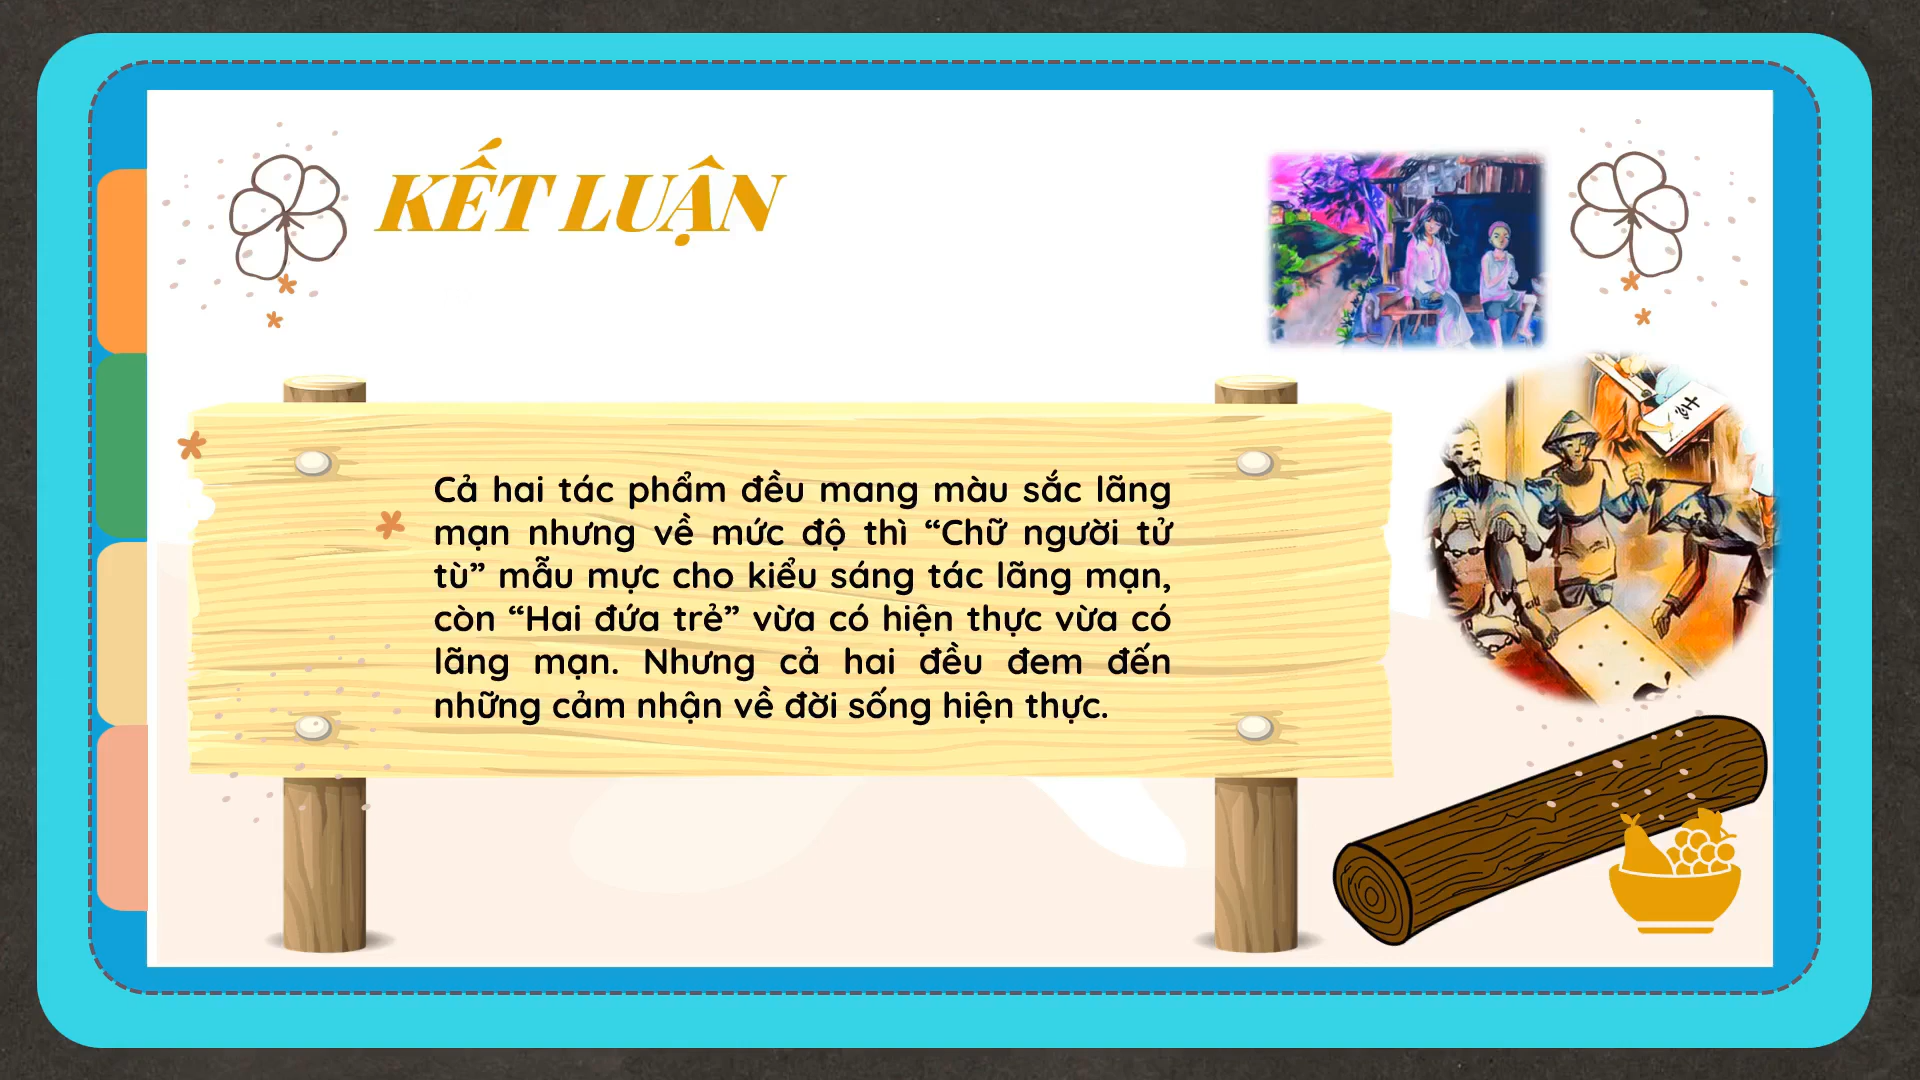 KẾT LUẬN
Cả hai tác phẩm đều mang màu sắc lãng
mạn nhưng về mức độ thì “Chữ người tử
tù” mẫu mực cho kiểu sáng tác lãng mạn,
còn “Hai đứa trẻ” vừa có hiện thực vừa có
lãng mạn. Nhưng cả hai đều đem đến
những cảm nhận về đời sống hiện thực.